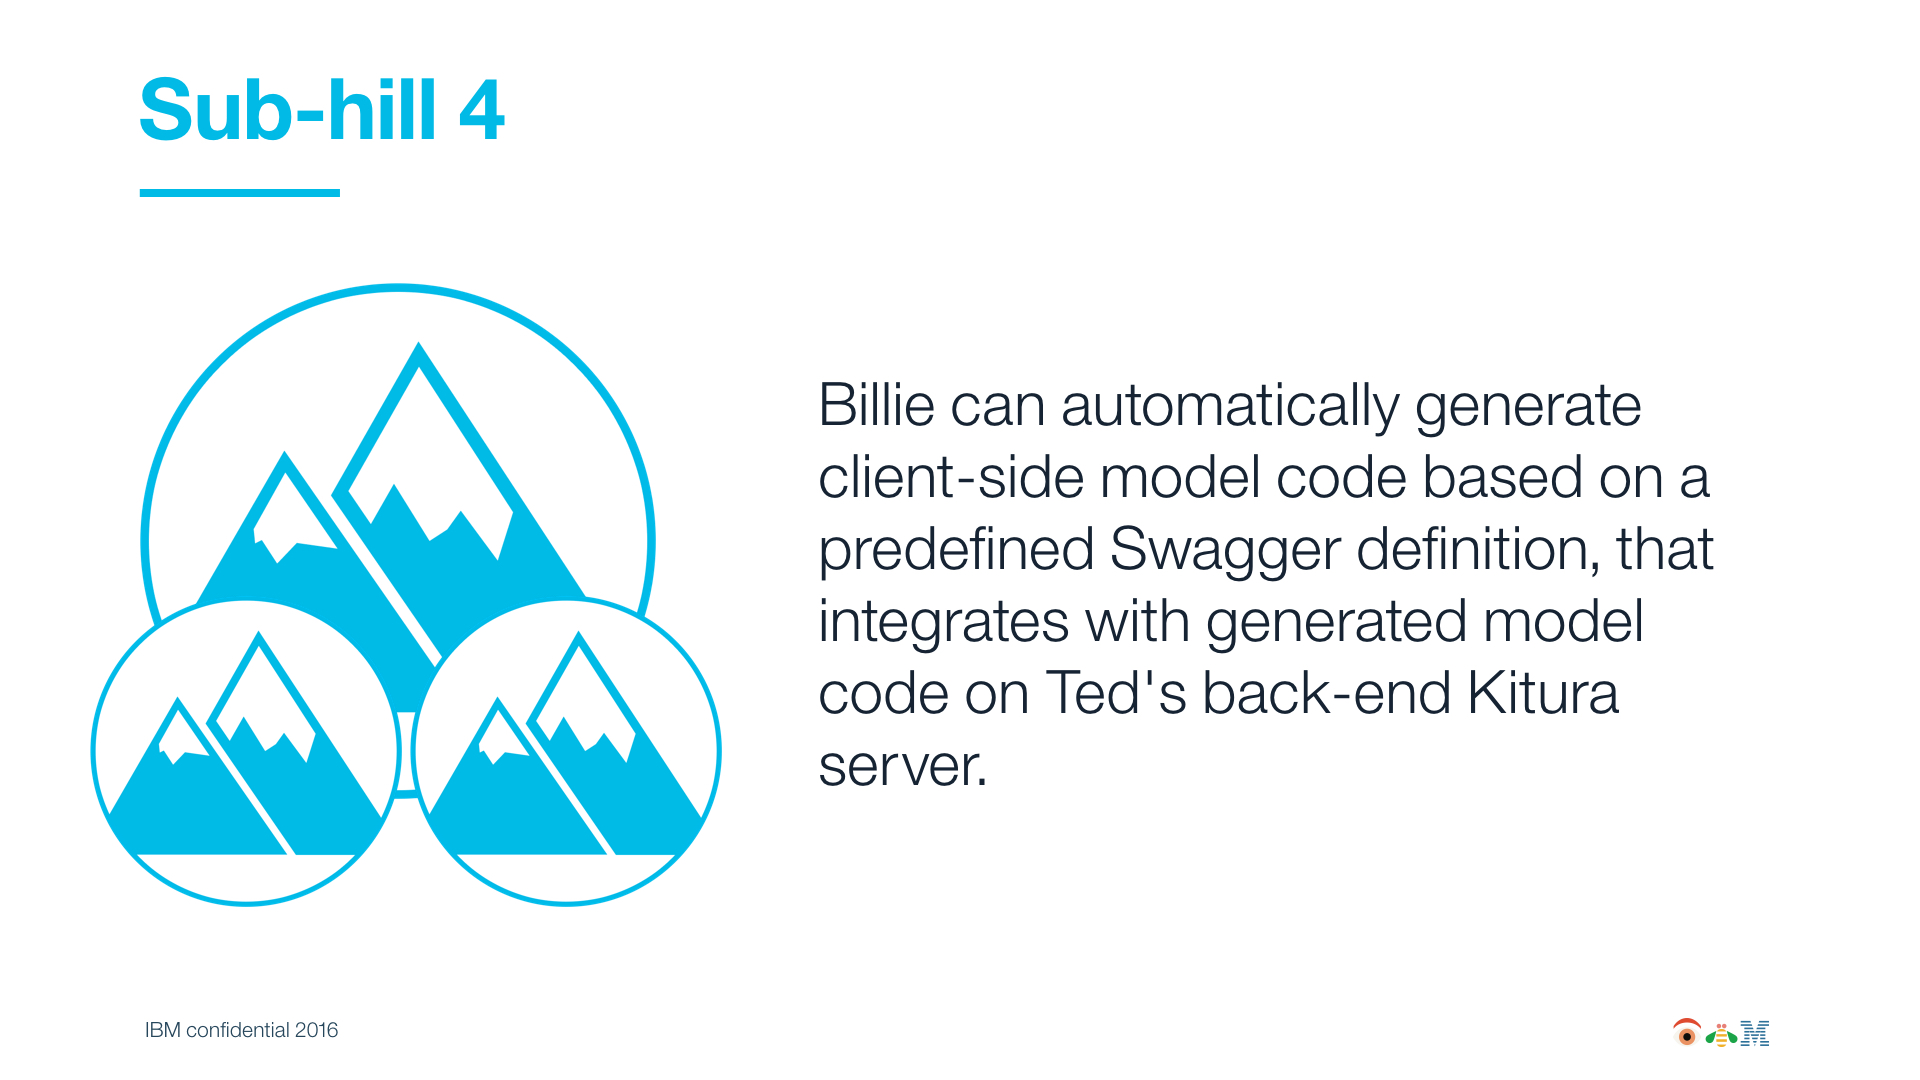 Sub-hill 4
Billie can automatically generate
client-side model code based on a
predefined Swagger definition, that
integrates with generated model
code on Ted's back-end Kitura
server.
IBM confidential 2016